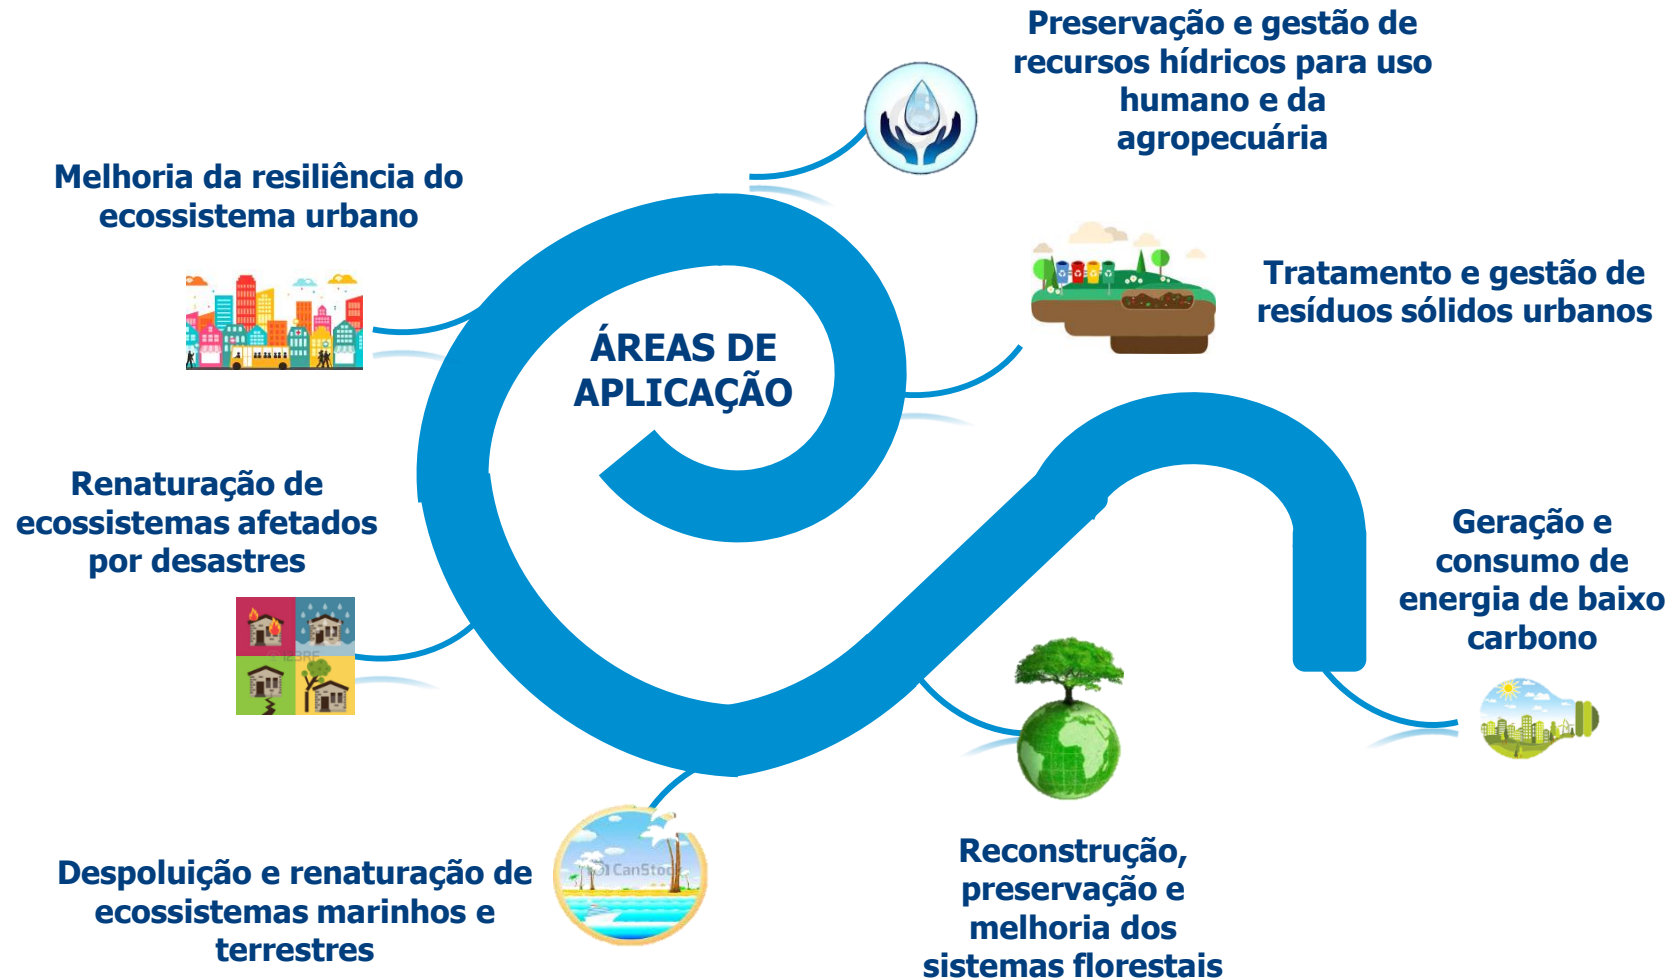 Preservação e gestão de
recursos hídricos para uso
humano e da
agropecuária
Melhoria da resiliência do
ecossistema urbano
Tratamento e gestão de
resíduos sólidos urbanos
ÁREAS DE
APLICAÇÃO
Renaturação de
ecossistemas afetados
por desastres
123RF
Geração e
consumo de
energia de baixo
carbono
CanStock
Despoluição e renaturação de
ecossistemas marinhos e
terrestres
Reconstrução,
preservação e
melhoria dos
sistemas florestais